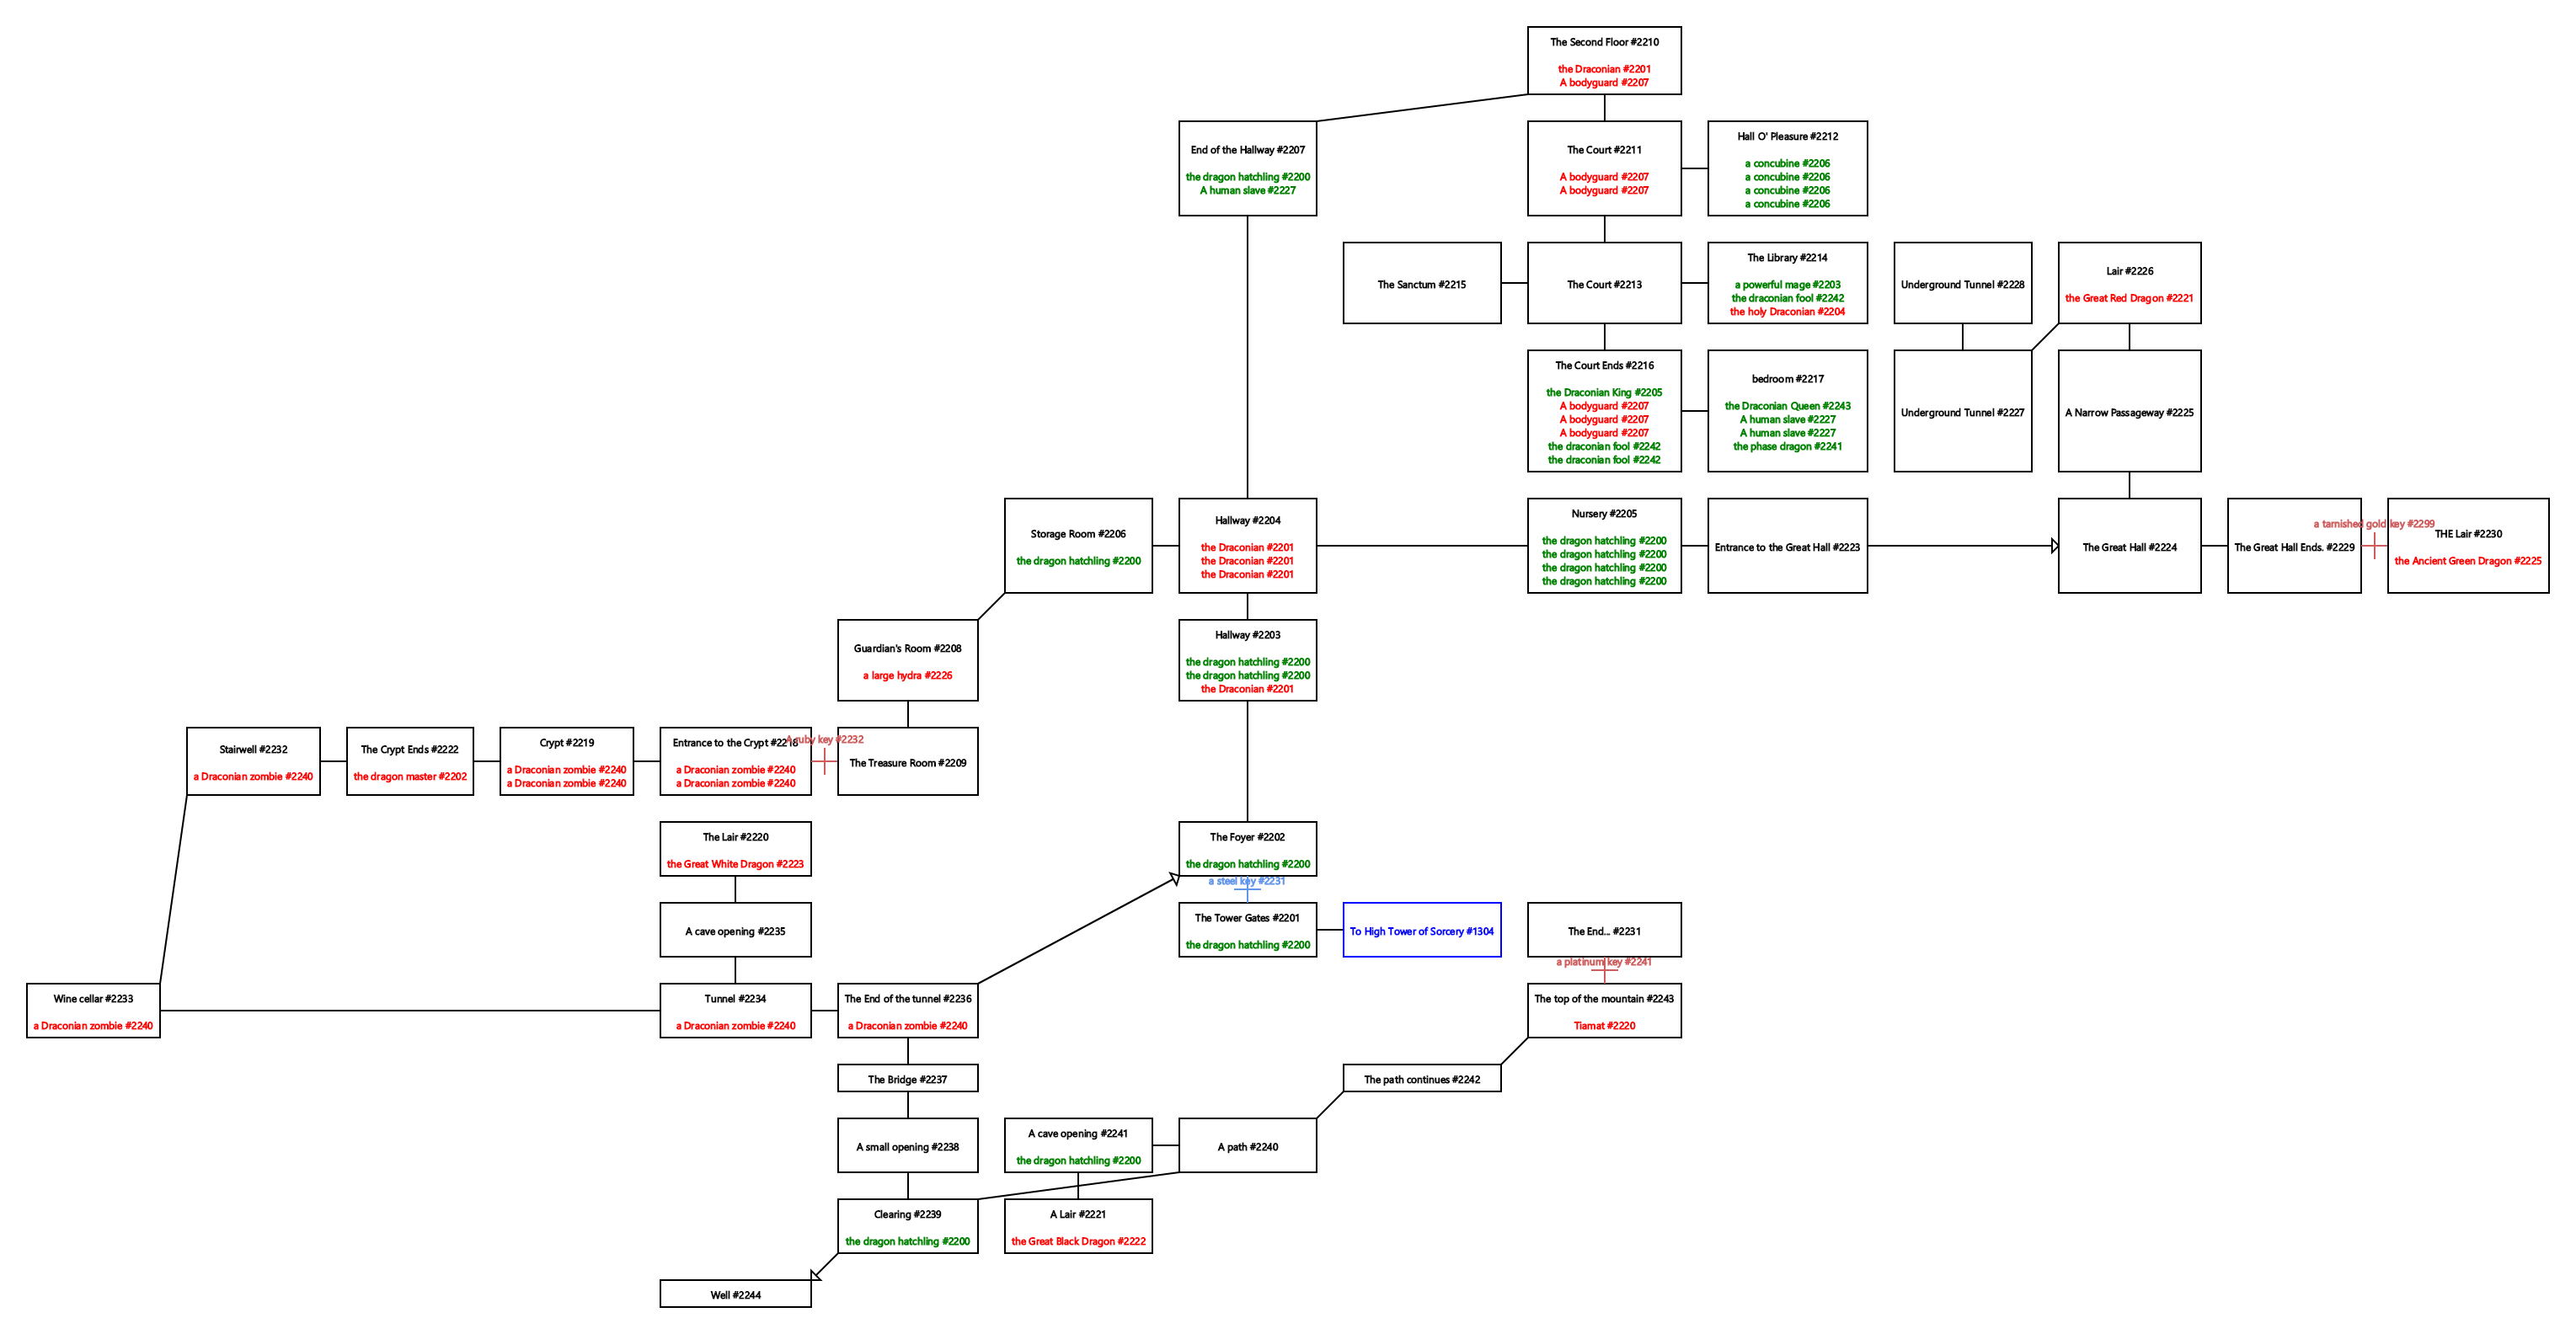 The Second Floor #2210
the Draconian #2201
A bodyguard #2207
End of the Hallway #2207
the dragon hatchling #2200
A human slave #2227
The Court #2211
A bodyguard #2207
A bodyguard #2207
Hall O' Pleasure #2212
a concubine #2206
a concubine #2206
a concubine #2206
a concubine #2206
The Sanctum #2215
The Court #2213
The Library #2214
a powerful mage #2203
the draconian fool #2242
the holy Draconian #2204
Underground Tunnel #2228
Lair #2226
the Great Red Dragon #2221
The Court Ends #2216
the Draconian King #2205
A bodyguard #2207
A bodyguard #2207
A bodyguard #2207
the draconian fool #2242
the draconian fool #2242
bedroom #2217
the Draconian Queen #2243
A human slave #2227
A human slave #2227
the phase dragon #2241
Underground Tunnel #2227
A Narrow Passageway #2225
Storage Room #2206
the dragon hatchling #2200
Hallway #2204
the Draconian #2201
the Draconian #2201
the Draconian #2201
Nursery #2205
the dragon hatchling #2200
the dragon hatchling #2200
the dragon hatchling #2200
the dragon hatchling #2200
Entrance to the Great Hall #2223
The Great Hall #2224
The Great Hall Ends. #2229
a tarnished gold key #2299
THE Lair #2230
the Ancient Green Dragon #2225
Guardian's Room #2208
a large hydra #2226
Hallway #2203
the dragon hatchling #2200
the dragon hatchling #2200
the Draconian #2201
Stairwell #2232
a Draconian zombie #2240
The Crypt Ends #2222
the dragon master #2202
Crypt #2219
a Draconian zombie #2240
a Draconian zombie #2240
Entrance to the Crypt #2218
a Draconian zombie #2240
a Draconian zombie #2240
A ruby key #2232
The Treasure Room #2209
The Lair #2220
the Great White Dragon #2223
The Foyer #2202
the dragon hatchling #2200
a steel key #2231
A cave opening #2235
The Tower Gates #2201
the dragon hatchling #2200
To High Tower of Sorcery #1304
The End... #2231
a platinum key #2241
Wine cellar #2233
a Draconian zombie #2240
Tunnel #2234
a Draconian zombie #2240
The End of the tunnel #2236
a Draconian zombie #2240
The top of the mountain #2243
Tiamat #2220
The Bridge #2237
The path continues #2242
A small opening #2238
A cave opening #2241
the dragon hatchling #2200
A path #2240
Clearing #2239
the dragon hatchling #2200
A Lair #2221
the Great Black Dragon #2222
Well #2244